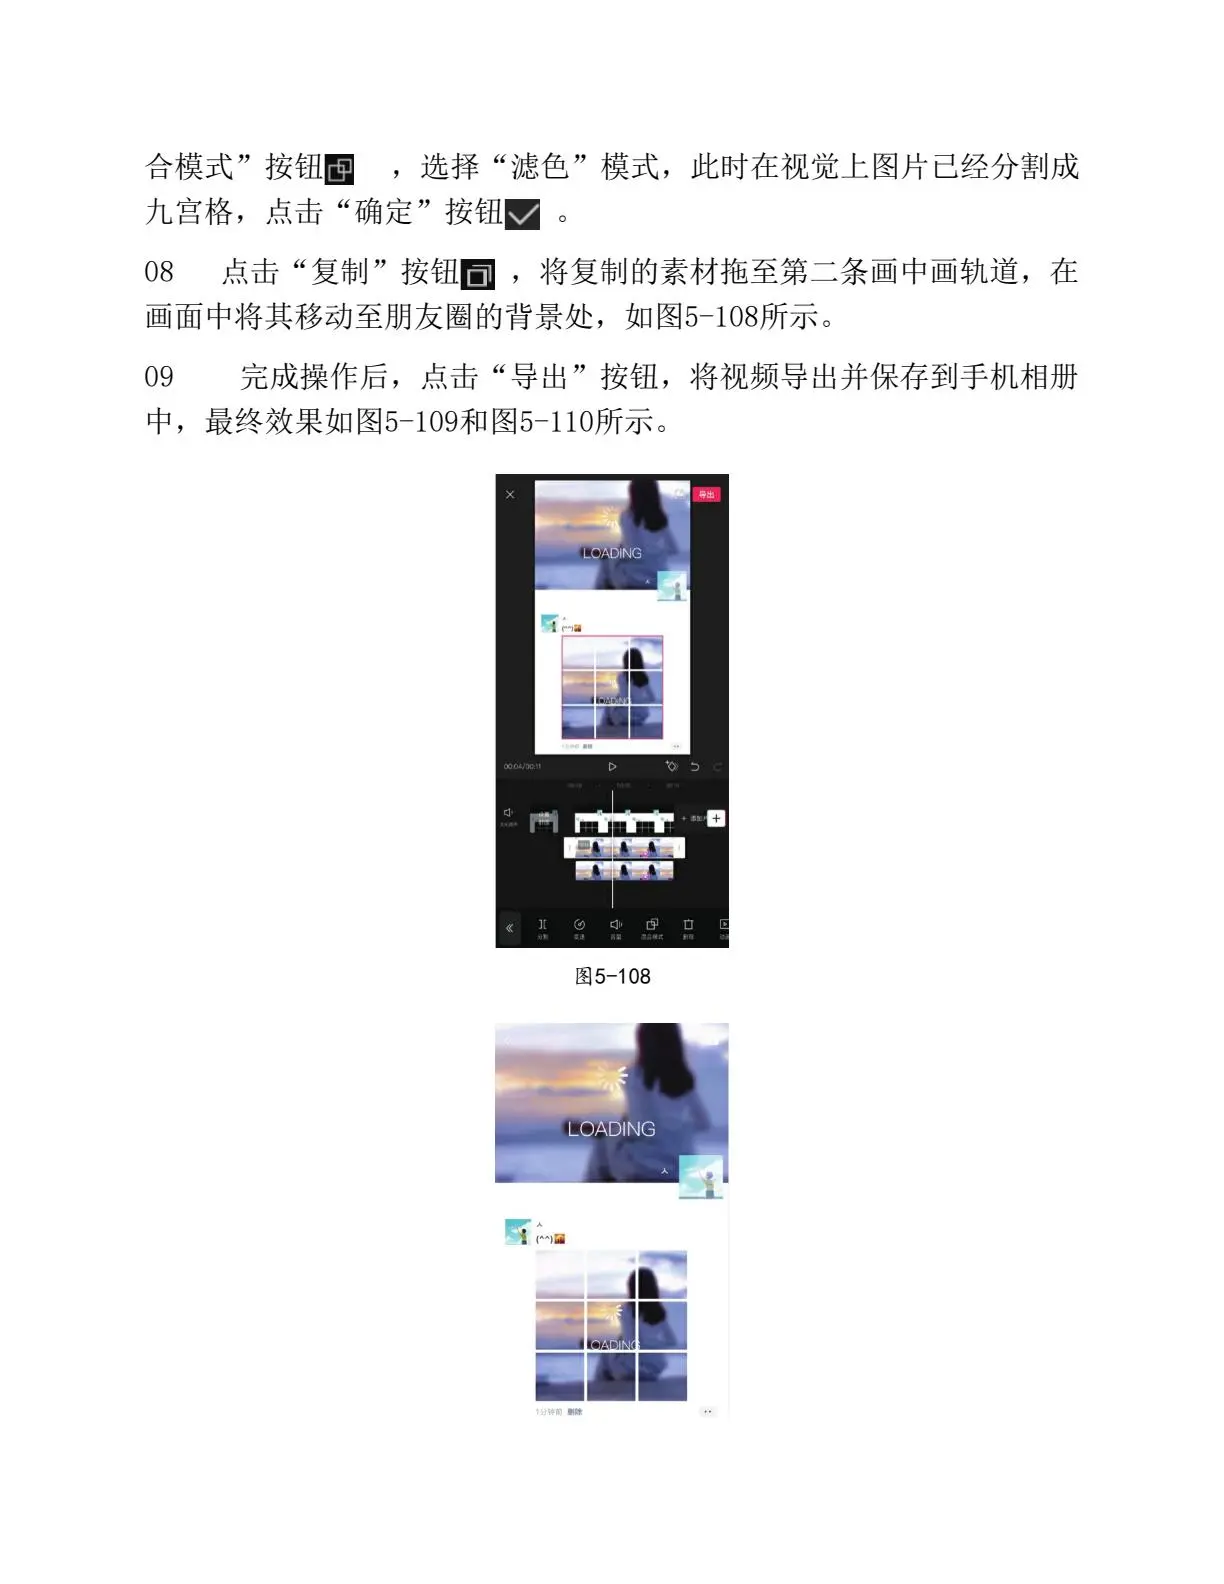 合模式”按钮 ，选择“滤色”模式，此时在视觉上图片已经分割成
九宫格，点击“确定”按钮 。
08 点击“复制”按钮 ，将复制的素材拖至第二条画中画轨道，在
画面中将其移动至朋友圈的背景处，如图5-108所示。
09 完成操作后，点击“导出”按钮，将视频导出并保存到手机相册
中，最终效果如图5-109和图5-110所示。
导出
LOADING
人
人
(^^)
LOADING
1分钟前 删除
00:04/00:11
+ 添加
分割 变速 音量 混合模式 删除 动画
图5-108
LOADING
人
人
(^^)
OADING
1分钟前 删除